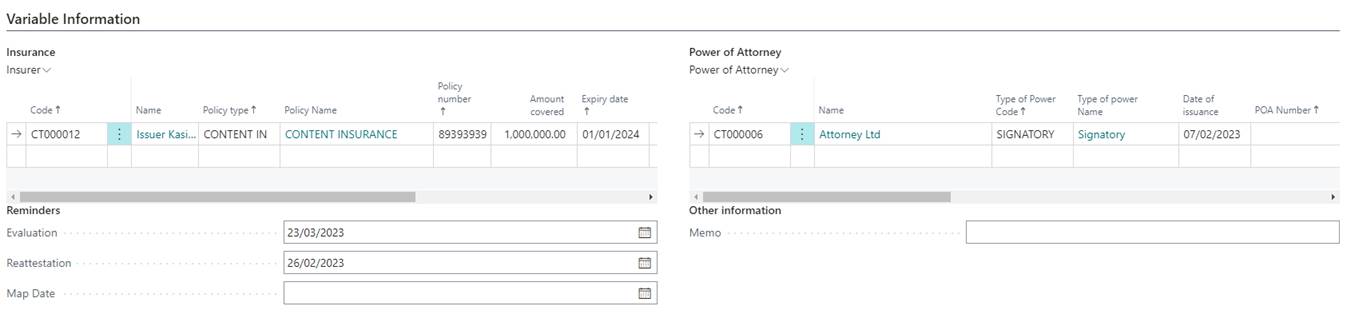 Variable Information
Insurance
Insurer
Code ↑ Name Policy type ↑ Policy Name Policy number ↑ Amount covered Expiry date ↑
CT000012 Issuer Kasi... CONTENT IN CONTENT INSURANCE 89393939 1,000,000.00 01/01/2024
Power of Attorney
Power of Attorney
Code ↑ Name Type of Power Code ↑ Type of power Name Date of issuance POA Number ↑
CT000006 Attorney Ltd SIGNATORY Signatory 07/02/2023
Reminders
Evaluation 23/03/2023
Reattestation 26/02/2023
Map Date
Other information
Memo